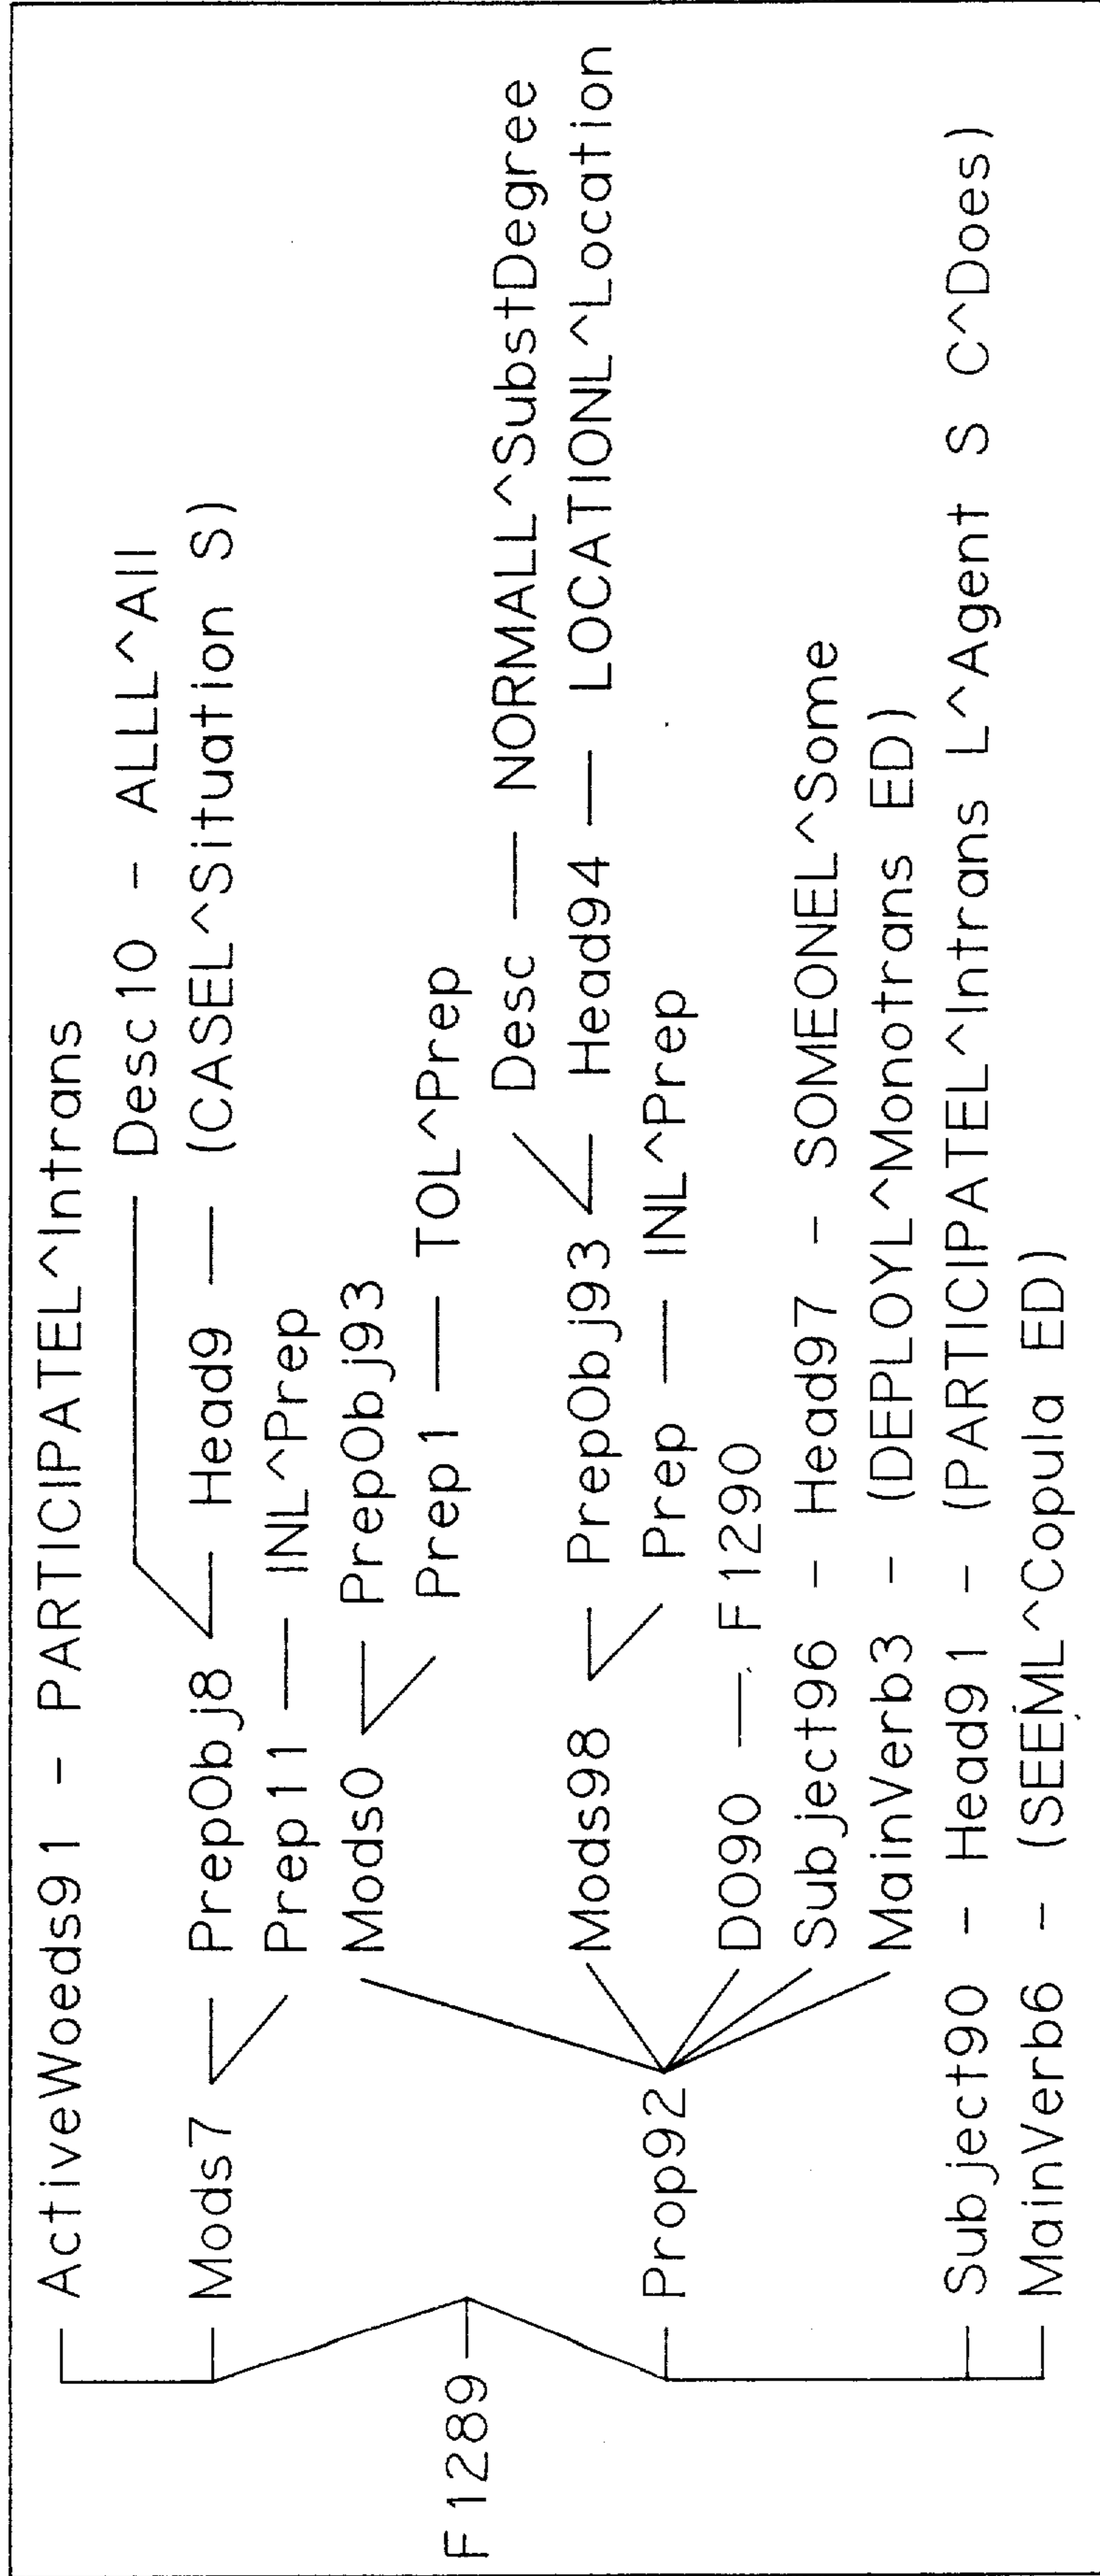 ActiveWoeds91 - PARTICIPATEL^Intrans
Desc10 - ALLL^All
Mods7 PrepObj8 Head9 (CASEL^Situation S)
Prep11 INL^Prep
Mods0 PrepObj93
Prep1 TOL^Prep
F1289
Desc NORMALL^SubstDegree
Mods98 PrepObj93 Head94 LOCATIONL^Location
Prop92 Prep INL^Prep
DO90 F1290
Subject96 - Head97 - SOMEONEL^Some
MainVerb3 - (DEPLOYL^Monotrans ED)
Subject90 - Head91 - (PARTICIPATEL^Intrans L^Agent S C^Does)
MainVerb6 - (SEEML^Copula ED)